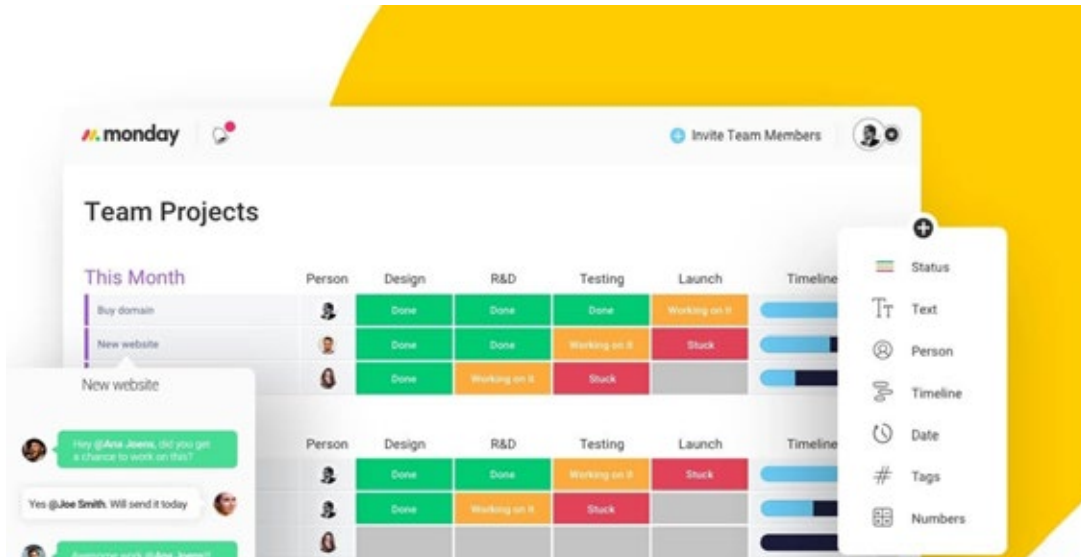 monday
Invite Team Members
Team Projects
This Month
Person Design R&D Testing Launch Timeline
Buy domain Done Done Done Working on it
New website Done Done Working on it Stuck
Done Working on it Stuck
New website
Hey @Ana Joens, did you get
a chance to work on this?
Yes @Joe Smith. Will send it today
Awesome work @Ana Joens!!
Person Design R&D Testing Launch Timeline
Done Done Working on it Stuck
Done Working on it Stuck
Status
Text
Person
Timeline
Date
Tags
Numbers